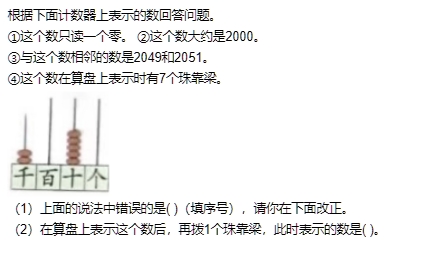 根据下面计数器上表示的数回答问题。
①这个数只读一个零。 ②这个数大约是2000。
③与这个数相邻的数是2049和2051。
④这个数在算盘上表示时有7个珠靠梁。
千百十个
（1）上面的说法中错误的是( )（填序号），请你在下面改正。
（2）在算盘上表示这个数后，再拨1个珠靠梁，此时表示的数是( )。